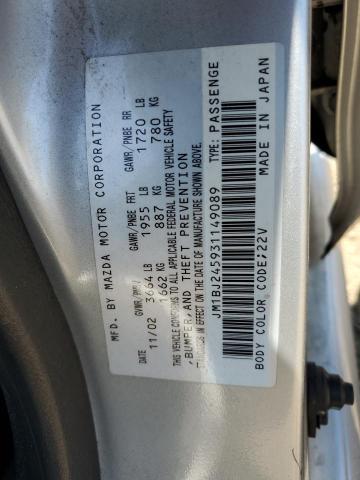 MFD. BY MAZDA MOTOR CORPORATION
GVWR/PNBV GAWR/PNBE FRT GAWR/PNBE RR
DATE 3664 LB 1955 LB 1720 LB
11/02 1662 KG 887 KG 780 KG
THIS VEHICLE CONFORMS TO ALL APPLICABLE FEDERAL MOTOR VEHICLE SAFETY
,BUMPER,AND THEFT PREVENTION
STANDARDS IN EFFECT ON THE DATE OF MANUFACTURE SHOWN ABOVE.
JM1BJ245931149089 TYPE: PASSENGE
BODY COLOR CODE;22V MADE IN JAPAN